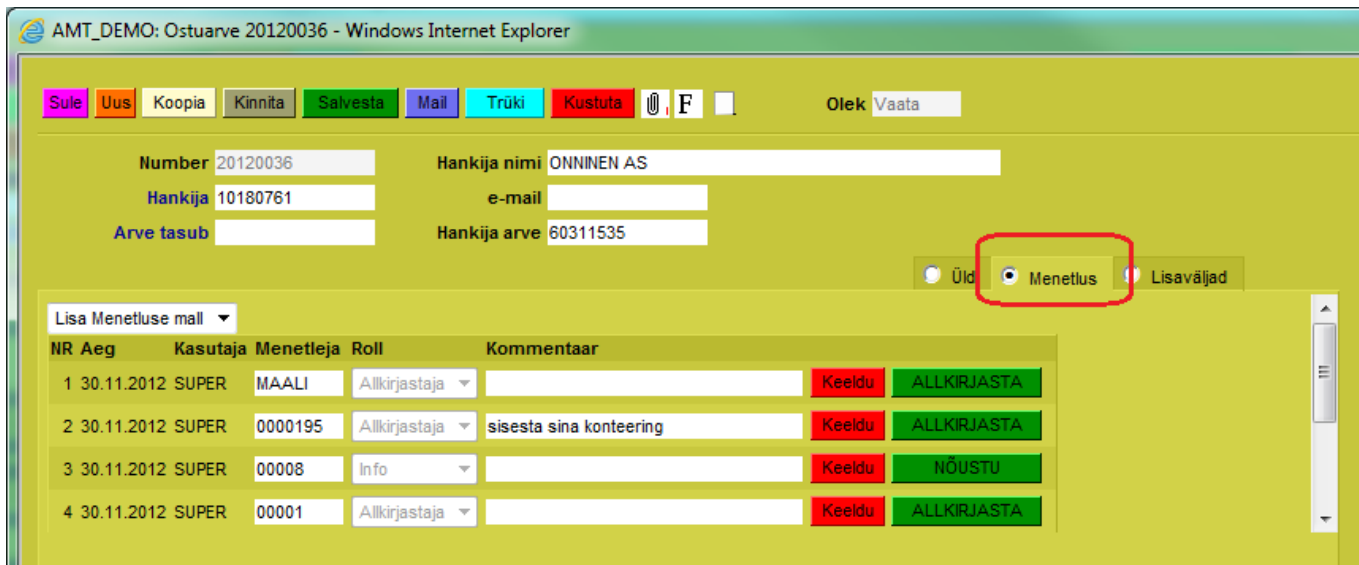 AMT_DEMO: Ostuarve 20120036 - Windows Internet Explorer
Sule Uus Koopia Kinnita Salvesta Mail Trüki Kustuta F Olek Vaata
Number 20120036 Hankija nimi ONNINEN AS
Hankija 10180761 e-mail
Arve tasub Hankija arve 60311535
Üld Menetlus Lisaväljad
Lisa Menetluse mall
NR Aeg Kasutaja Menetleja Roll Kommentaar
1 30.11.2012 SUPER MAALI Allkirjastaja Keeldu ALLKIRJASTA
2 30.11.2012 SUPER 0000195 Allkirjastaja sisesta sina konteering Keeldu ALLKIRJASTA
3 30.11.2012 SUPER 00008 Info Keeldu NÕUSTU
4 30.11.2012 SUPER 00001 Allkirjastaja Keeldu ALLKIRJASTA